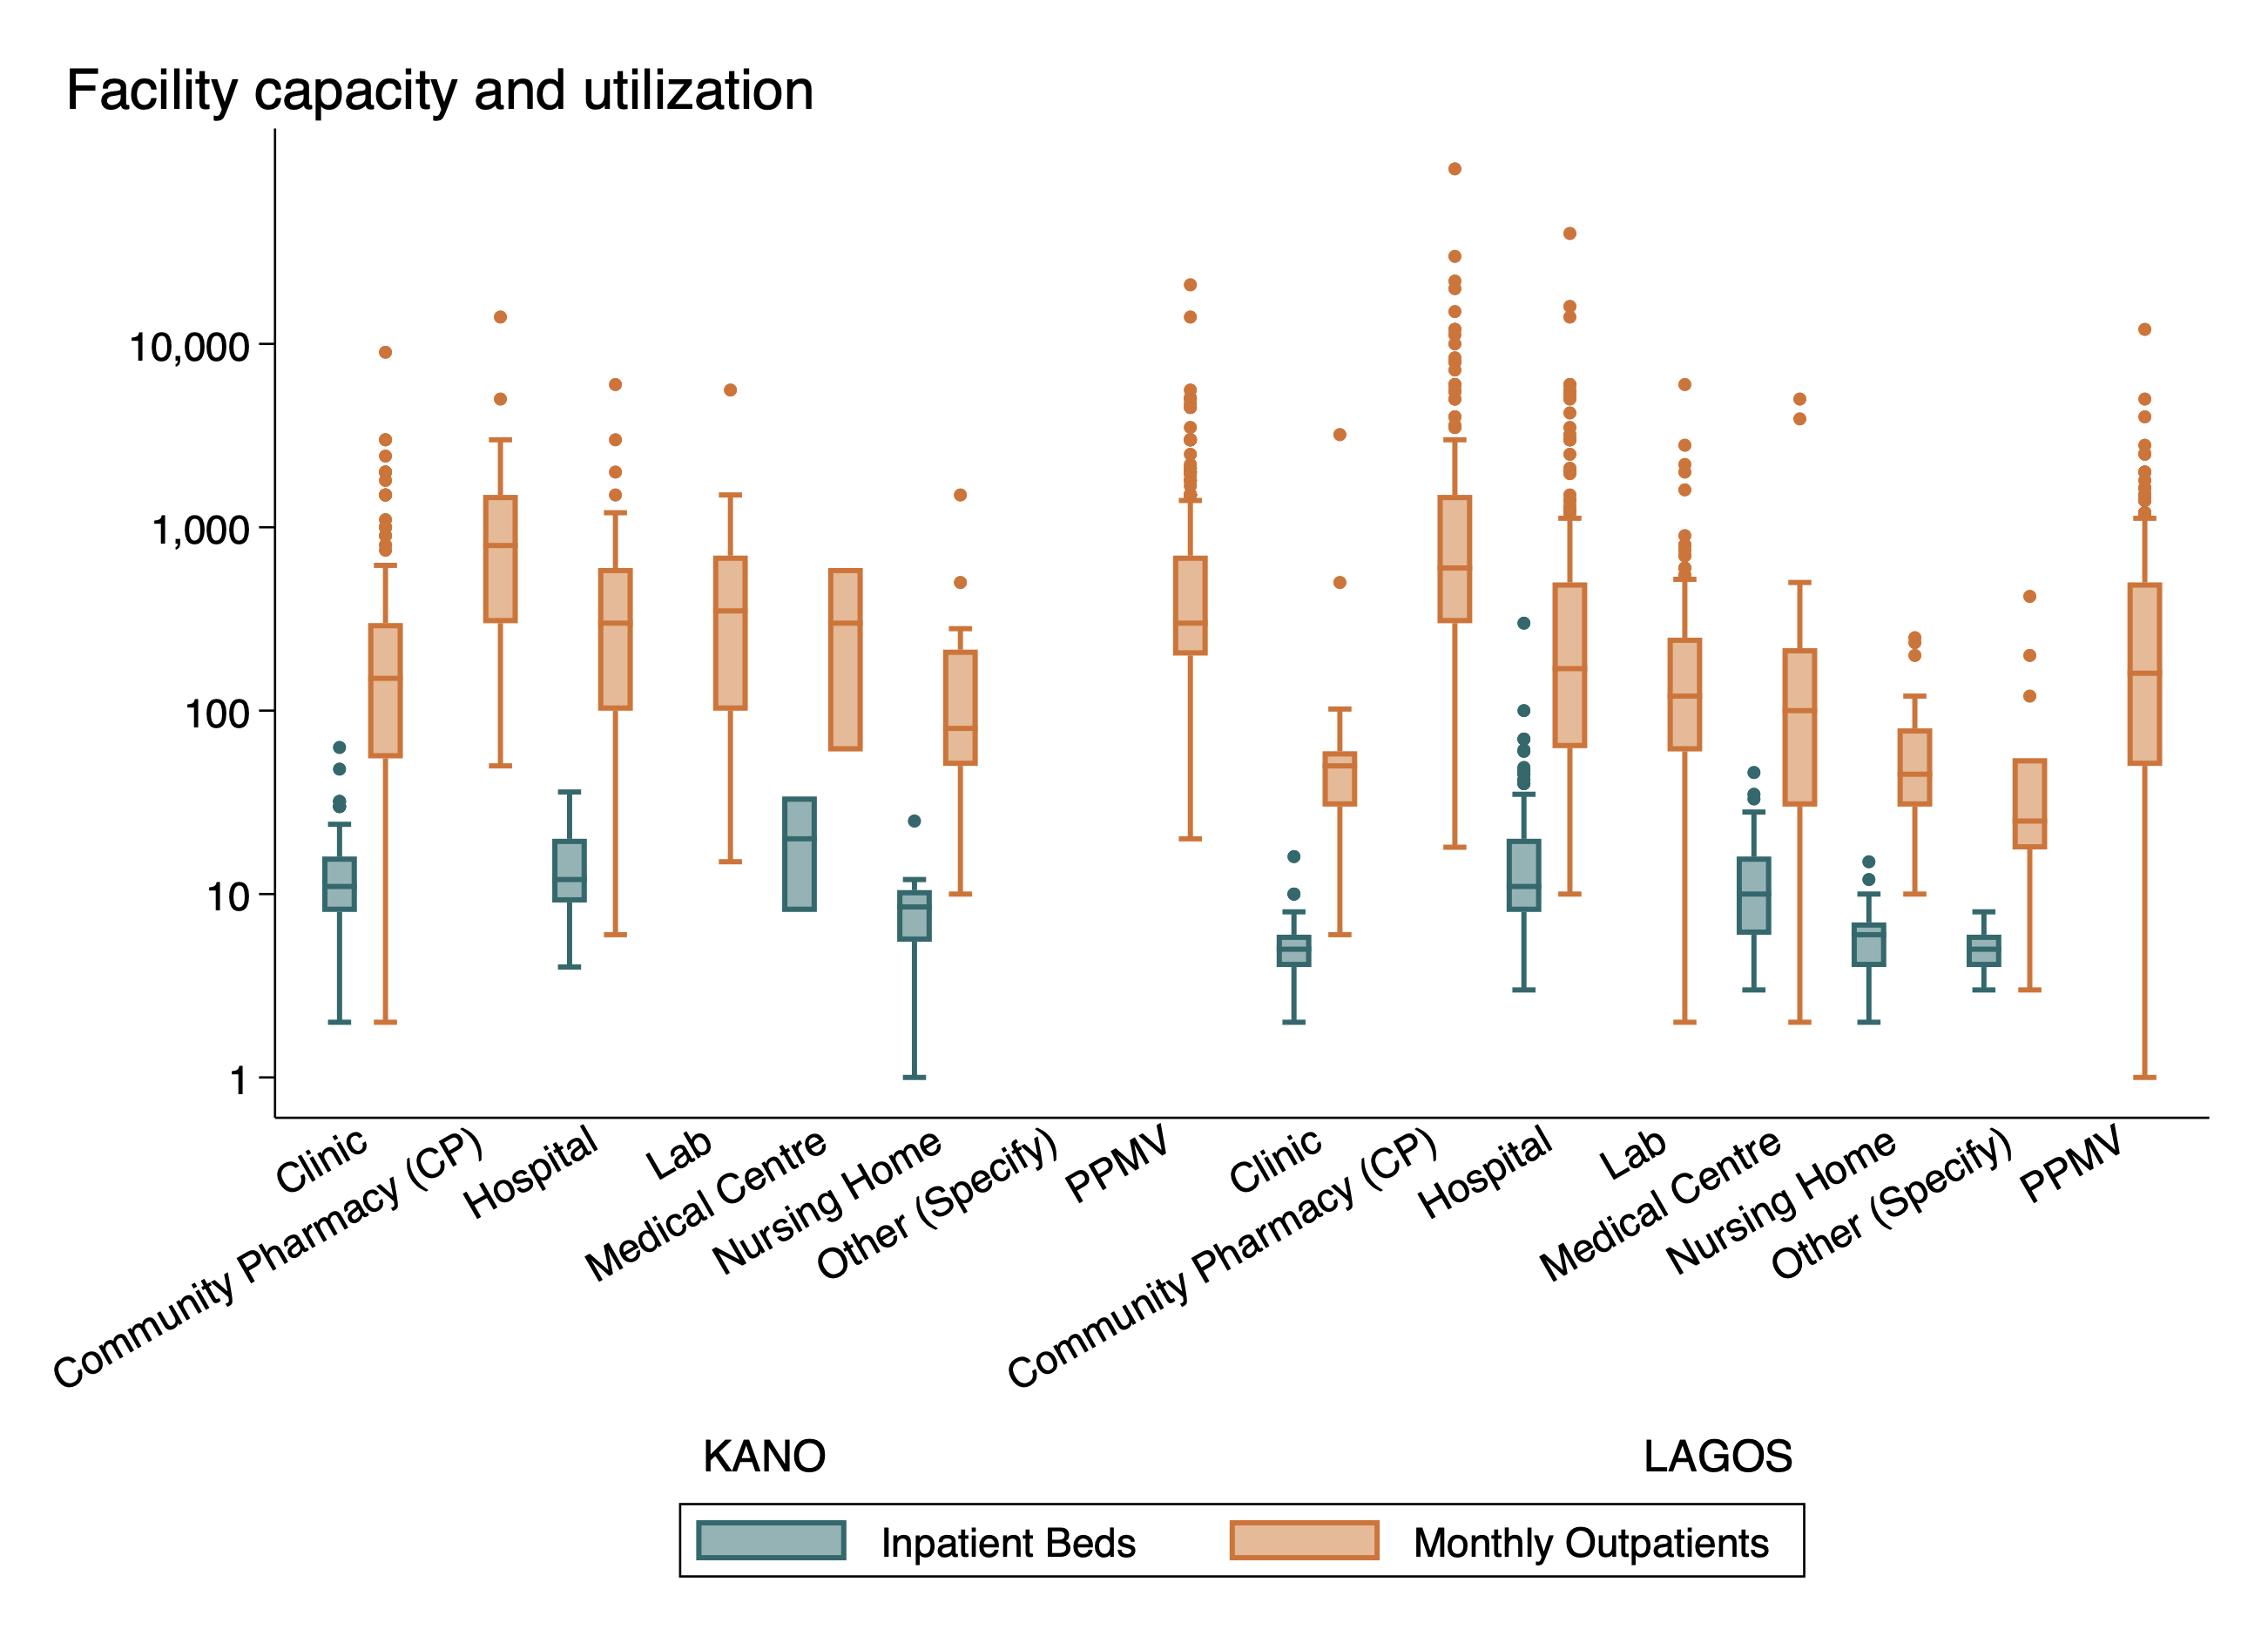 Facility capacity and utilization
10,000
1,000
100
10
1
Clinic
Community Pharmacy (CP)
Hospital
Lab
Medical Centre
Nursing Home
Other (Specify)
PPMV
Clinic
Community Pharmacy (CP)
Hospital
Lab
Medical Centre
Nursing Home
Other (Specify)
PPMV
KANO
LAGOS
Inpatient Beds
Monthly Outpatients